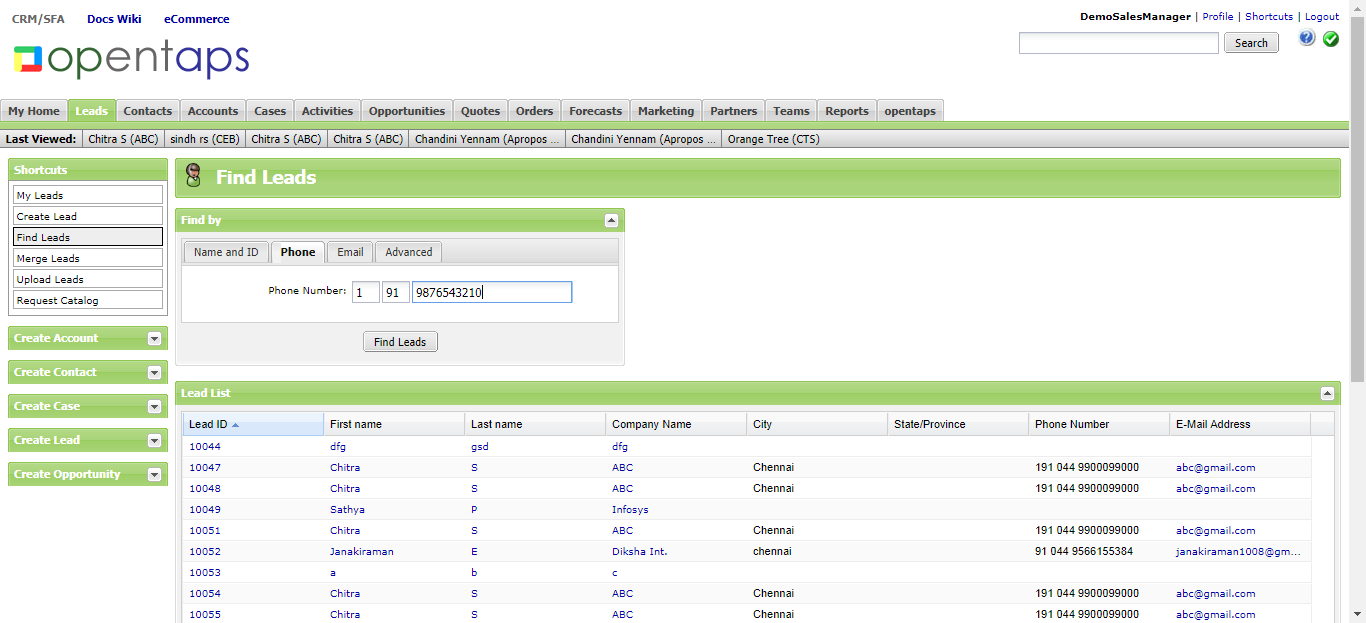 CRM/SFA Docs Wiki eCommerce
DemoSalesManager | Profile | Shortcuts | Logout
opentaps
Search
?
My Home Leads Contacts Accounts Cases Activities Opportunities Quotes Orders Forecasts Marketing Partners Teams Reports opentaps
Last Viewed: Chitra S (ABC) sindh rs (CEB) Chitra S (ABC) Chitra S (ABC) Chandini Yennam (Apropos ... Chandini Yennam (Apropos ... Orange Tree (CTS)
Shortcuts
My Leads
Create Lead
Find Leads
Merge Leads
Upload Leads
Request Catalog
Create Account
Create Contact
Create Case
Create Lead
Create Opportunity
Find Leads
Find by
Name and ID Phone Email Advanced
Phone Number: 1 91 9876543210
Find Leads
Lead List
Lead ID First name Last name Company Name City State/Province Phone Number E-Mail Address
10044 dfg gsd dfg
10047 Chitra S ABC Chennai 191 044 9900099000 abc@gmail.com
10048 Chitra S ABC Chennai 191 044 9900099000 abc@gmail.com
10049 Sathya P Infosys
10051 Chitra S ABC Chennai 191 044 9900099000 abc@gmail.com
10052 Janakiraman E Diksha Int. chennai 91 044 9566155384 janakiraman1008@gm...
10053 a b c
10054 Chitra S ABC Chennai 191 044 9900099000 abc@gmail.com
10055 Chitra S ABC Chennai 191 044 9900099000 abc@gmail.com